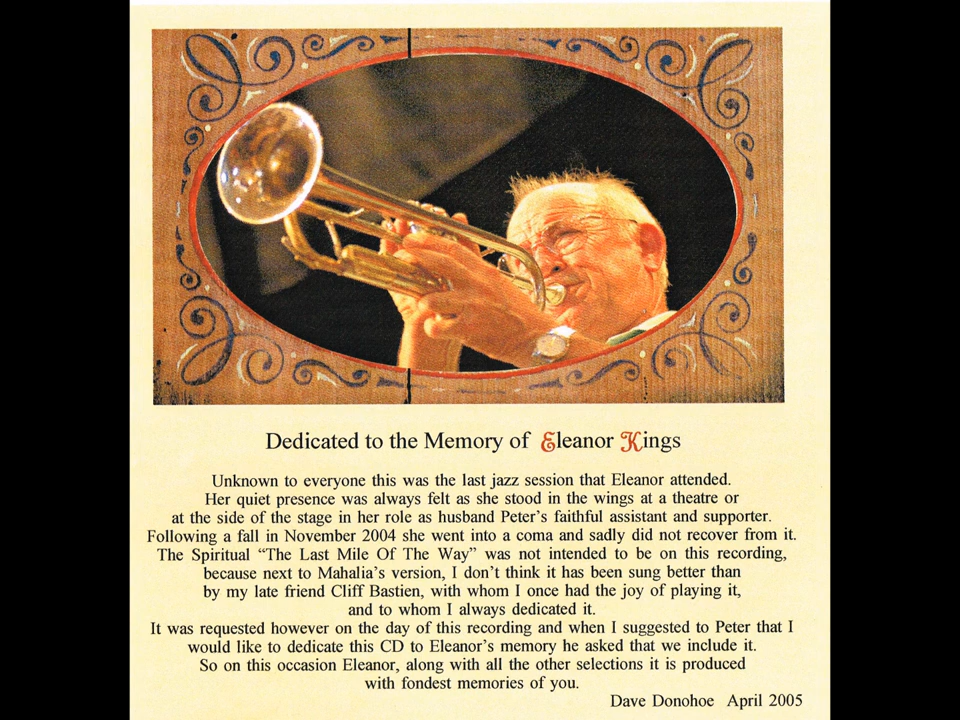 Dedicated to the Memory of Eleanor Kings
Unknown to everyone this was the last jazz session that Eleanor attended.
Her quiet presence was always felt as she stood in the wings at a theatre or
at the side of the stage in her role as husband Peter's faithful assistant and supporter.
Following a fall in November 2004 she went into a coma and sadly did not recover from it.
The Spiritual “The Last Mile Of The Way” was not intended to be on this recording,
because next to Mahalia's version, I don't think it has been sung better than
by my late friend Cliff Bastien, with whom I once had the joy of playing it,
and to whom I always dedicated it.
It was requested however on the day of this recording and when I suggested to Peter that I
would like to dedicate this CD to Eleanor's memory he asked that we include it.
So on this occasion Eleanor, along with all the other selections it is produced
with fondest memories of you.
Dave Donohoe April 2005